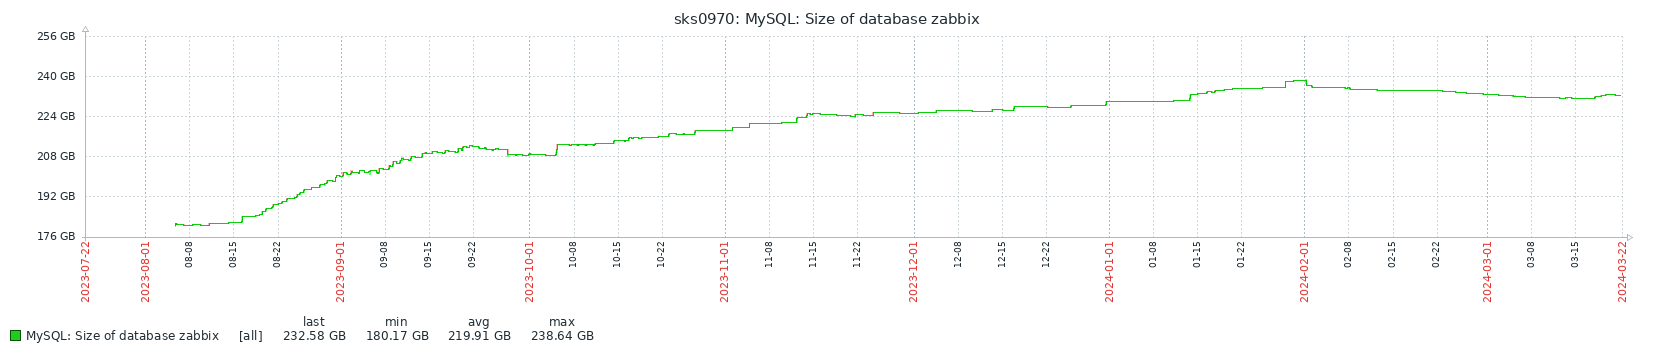 sks0970: MySQL: Size of database zabbix
256 GB
240 GB
224 GB
208 GB
192 GB
176 GB
2023-07-22 2023-08-01 08-08 08-15 08-22 2023-09-01 09-08 09-15 09-22 2023-10-01 10-08 10-15 10-22 2023-11-01 11-08 11-15 11-22 2023-12-01 12-08 12-15 12-22 2024-01-01 01-08 01-15 01-22 2024-02-01 02-08 02-15 02-22 2024-03-01 03-08 03-15 2024-03-22
last min avg max
MySQL: Size of database zabbix [all] 232.58 GB 180.17 GB 219.91 GB 238.64 GB